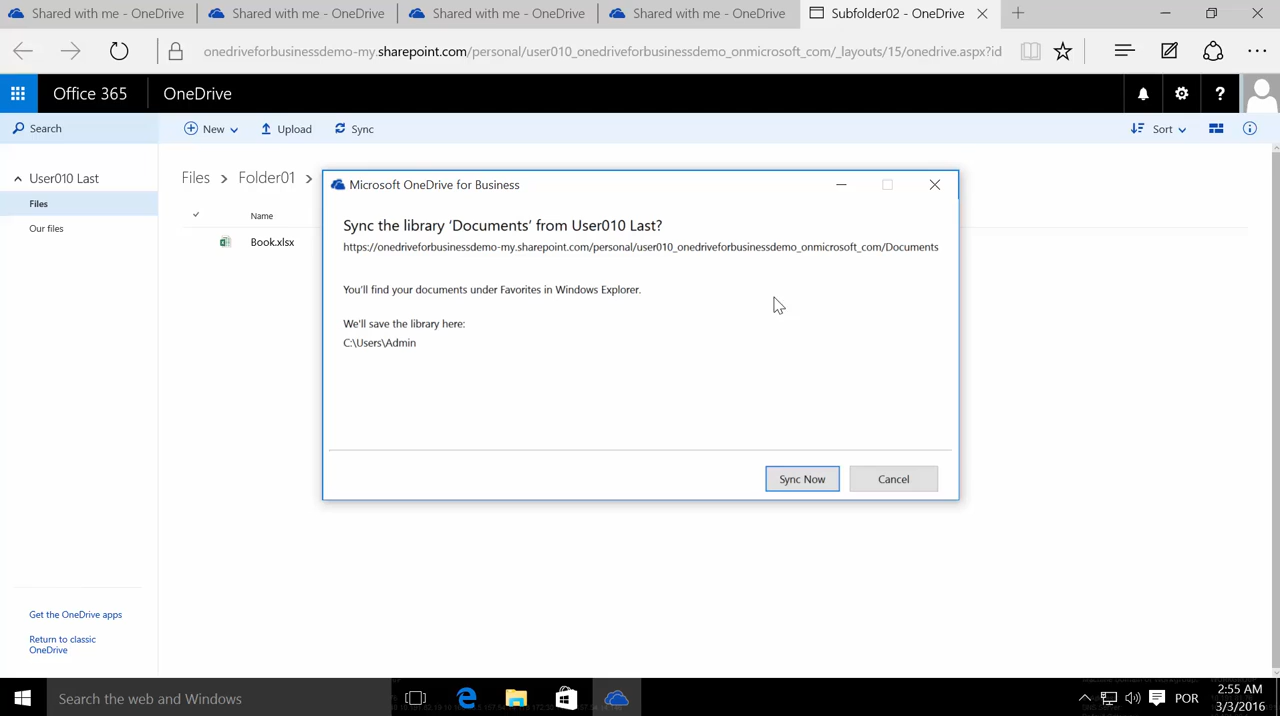 Shared with me - OneDrive
Shared with me - OneDrive
Shared with me - OneDrive
Shared with me - OneDrive
Subfolder02 - OneDrive
onedriveforbusinessdemo-my.sharepoint.com/personal/user010_onedriveforbusinessdemo_onmicrosoft_com/_layouts/15/onedrive.aspx?id
Office 365
OneDrive
Search
New
Upload
Sync
Sort
User010 Last
Files
Our files
Files > Folder01 >
Name
Book.xlsx
Microsoft OneDrive for Business
Sync the library ‘Documents’ from User010 Last?
https://onedriveforbusinessdemo-my.sharepoint.com/personal/user010_onedriveforbusinessdemo_onmicrosoft_com/Documents
You'll find your documents under Favorites in Windows Explorer.
We'll save the library here:
C:\Users\Admin
Sync Now
Cancel
Get the OneDrive apps
Return to classic
OneDrive
Search the web and Windows
POR
2:55 AM
3/3/2016